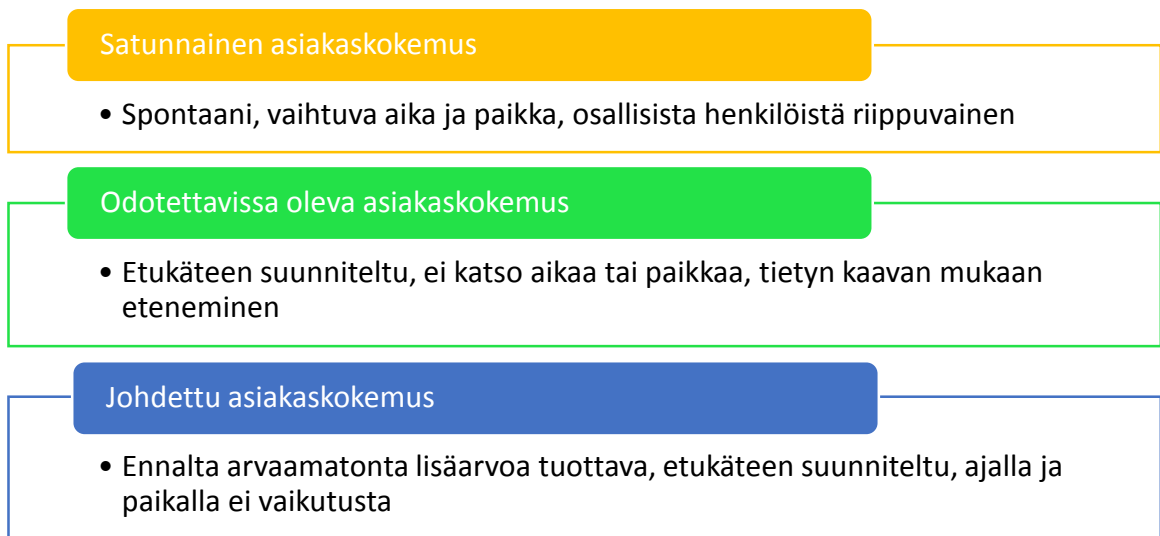 Satunnainen asiakaskokemus
• Spontaani, vaihtuva aika ja paikka, osallisista henkilöistä riippuvainen
Odotettavissa oleva asiakaskokemus
• Etukäteen suunniteltu, ei katso aikaa tai paikkaa, tietyn kaavan mukaan
eteneminen
Johdettu asiakaskokemus
• Ennalta arvaamatonta lisäarvoa tuottava, etukäteen suunniteltu, ajalla ja
paikalla ei vaikutusta